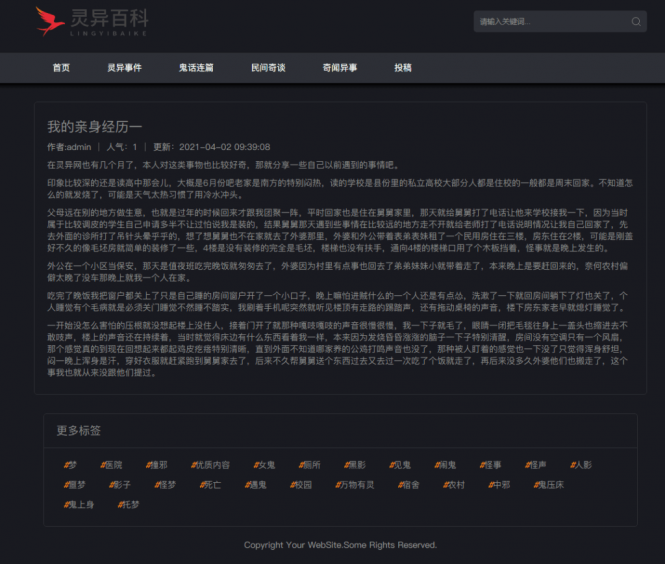 灵异百科
LINGYIBAIKE
请输入关键词...
首页 灵异事件 鬼话连篇 民间奇谈 奇闻异事 投稿
我的亲身经历一
作者:admin | 人气: 1 | 更新: 2021-04-02 09:39:08
在灵异网也有几个月了，本人对这类事物也比较好奇，那就分享一些自己以前遇到的事情吧。
印象比较深的还是读高中那会儿，大概是6月份吧老家是南方的特别闷热，读的学校是县份里的私立高校大部分人都是住校的一般都是周末回家。不知道怎
么的就发烧了，可能是天气太热习惯了用冷水冲头。
父母远在别的地方做生意，也就是过年的时候回来才跟我团聚一阵，平时回家也是住在舅舅家里，那天就给舅舅打了电话让他来学校接我一下，因为当时
属于比较调皮的学生自己申请多半不让过怕说我是装的，结果舅舅那天遇到些事情在比较远的地方走不开就给老师打了电话说明情况让我自己回家了，先
去外面的诊所打了吊针头晕乎乎的，想了想舅舅也不在家就去了外婆那里，外婆和外公带着表弟表妹租了一个民用房住在三楼，房东住在2楼，可能是刚盖
好不久的像毛坯房就简单的装修了一些，4楼是没有装修的完全是毛坯，楼梯也没有扶手，通向4楼的楼梯口用了个木板挡着，怪事就是晚上发生的。
外公在一个小区当保安，那天是值夜班吃完晚饭就匆匆去了，外婆因为村里有点事也回去了弟弟妹妹小就带着走了，本来晚上是要赶回来的，奈何农村偏
僻太晚了没车那晚上就我一个人在家。
吃完了晚饭我把窗户都关上了只是自己睡的房间窗户开了一个小口子，晚上嘛怕进贼什么的一个人还是有点怂，洗漱了一下就回房间躺下了灯也关了，个
人睡觉有个毛病就是必须关门睡觉不然睡不踏实，我刷着手机呢突然就听见楼顶有走路的踢踏声，还有拖动桌椅的声音，楼下房东家老早就熄灯睡觉了。
一开始没怎么害怕的压根就没想起楼上没住人，接着门开了就那种嘎吱嘎吱的声音很慢很慢，我一下子就毛了，眼睛一闭把毛毯往身上一盖头也缩进去不
敢吱声，楼上的声音还在持续着，当时就觉得床边有什么东西看着我一样，本来因为发烧昏昏涨涨的脑子一下子特别清醒，房间没有空调只有一个风扇，
那个感觉真的到现在回想起来都起鸡皮疙瘩特别清晰，直到外面不知道哪家养的公鸡打鸣声音也没了，那种被人盯着的感觉也一下没了只觉得浑身舒坦，
闷一晚上浑身是汗，穿好衣服就赶紧跑到舅舅家去了，后来不久帮舅舅送个东西过去又去过一次吃了个饭就走了，再后来没多久外婆他们也搬走了，这个
事我也就从来没跟他们提过。
更多标签
#梦 #医院 #撞邪 #优质内容 #女鬼 #厕所 #黑影 #见鬼 #闹鬼 #怪事 #怪声 #人影
#噩梦 #影子 #怪梦 #死亡 #遇鬼 #校园 #万物有灵 #宿舍 #农村 #中邪 #鬼压床
#鬼上身 #托梦
Copyright Your WebSite.Some Rights Reserved.